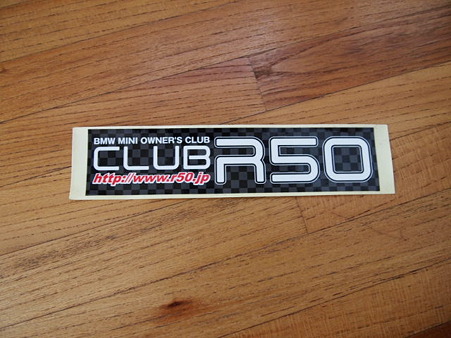 BMW MINI OWNER'S CLUB
CLUB R50
http://www.r50.jp